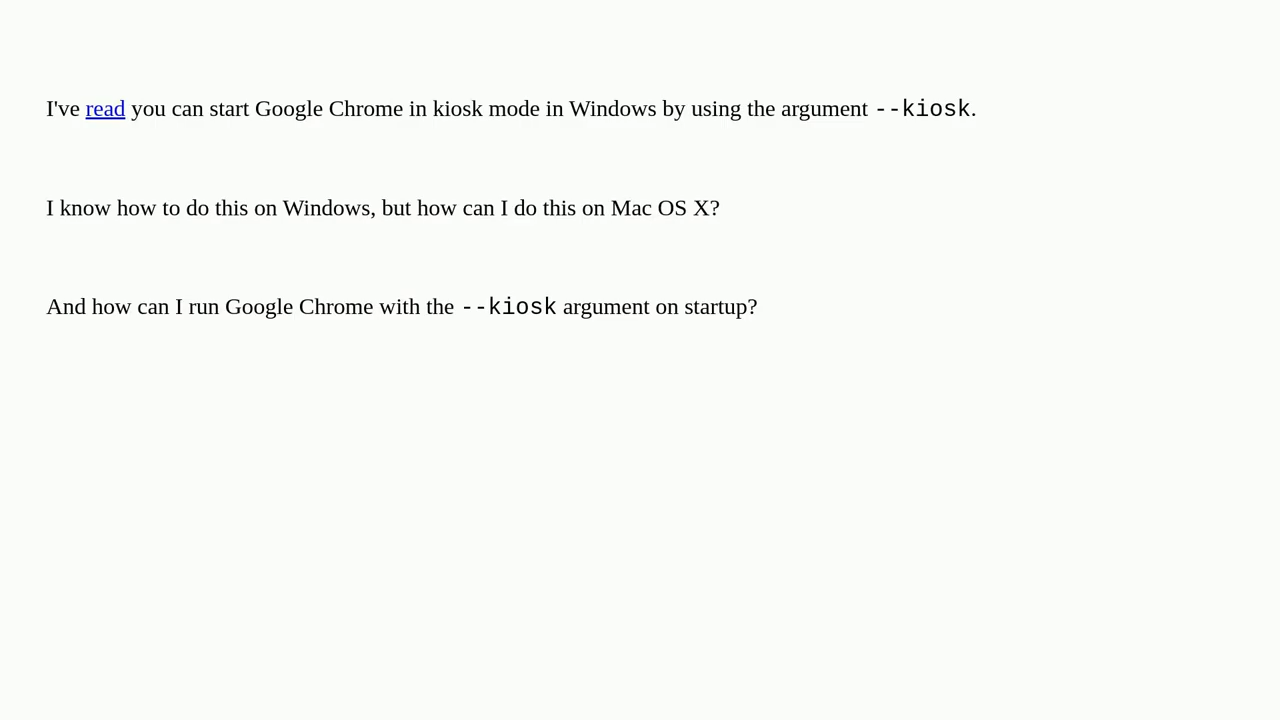 I've read you can start Google Chrome in kiosk mode in Windows by using the argument --kiosk.
I know how to do this on Windows, but how can I do this on Mac OS X?
And how can I run Google Chrome with the --kiosk argument on startup?